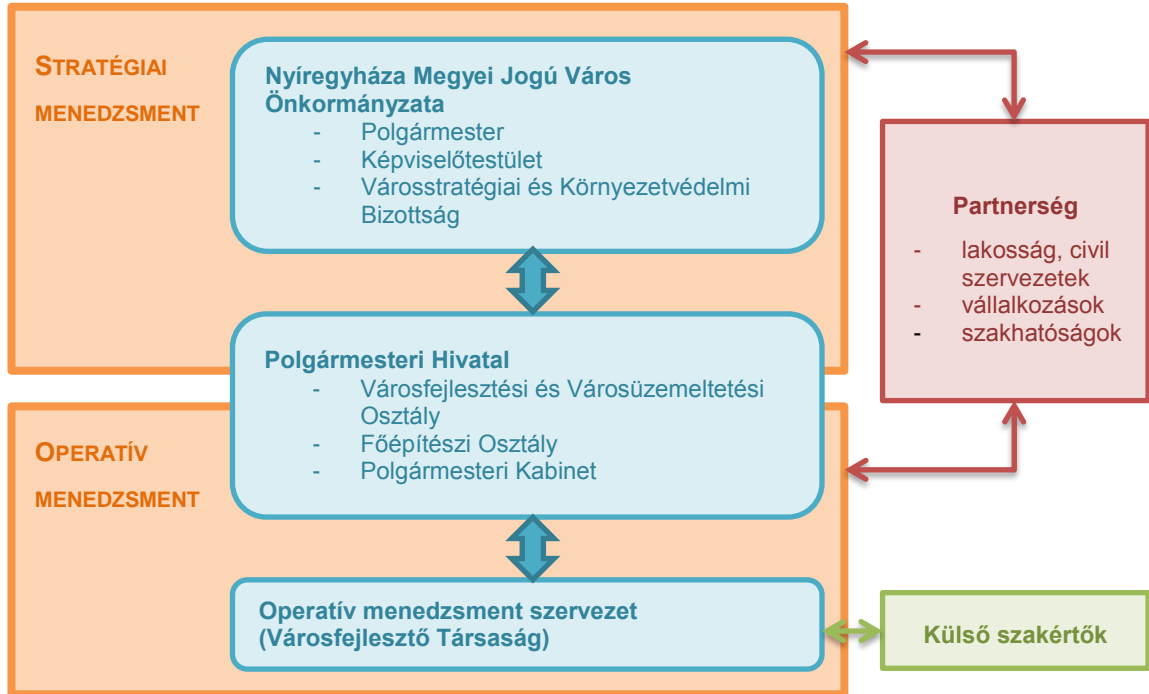 STRATÉGIAI
MENEDZSMENT
Nyíregyháza Megyei Jogú Város
Önkormányzata
- Polgármester
- Képviselőtestület
- Városstratégiai és Környezetvédelmi
Bizottság
Polgármesteri Hivatal
- Városfejlesztési és Városüzemeltetési
Osztály
- Főépítészi Osztály
- Polgármesteri Kabinet
OPERATÍV
MENEDZSMENT
Operatív menedzsment szervezet
(Városfejlesztő Társaság)
Partnerség
- lakosság, civil
szervezetek
- vállalkozások
- szakhatóságok
Külső szakértők